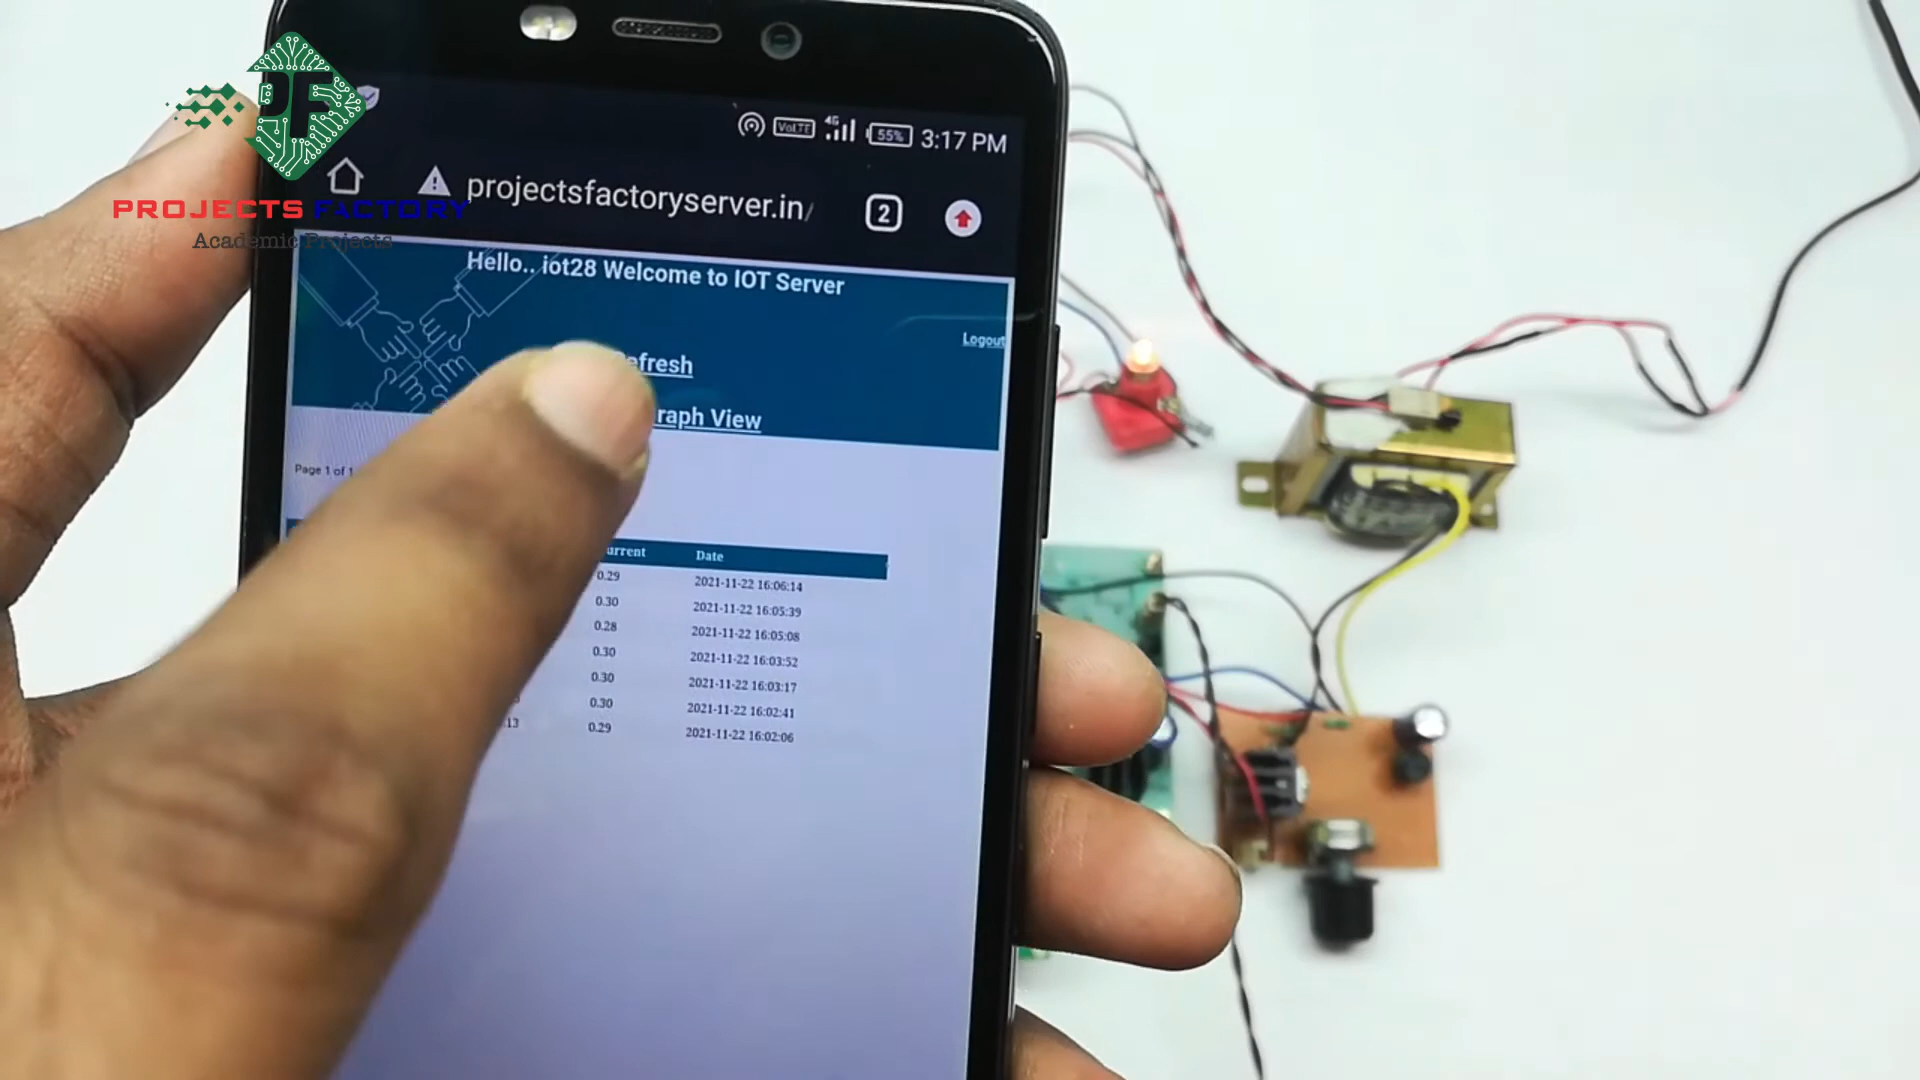 VoLTE 4G 55% 3:17 PM
projectsfactoryserver.in/
2
PROJECTS FACTORY
Academic Projects
Hello.. iot28 Welcome to IOT Server
Logout
efresh
raph View
Page 1 of 1
urrent Date
0.29 2021-11-22 16:06:14
0.30 2021-11-22 16:05:39
0.28 2021-11-22 16:05:08
0.30 2021-11-22 16:03:52
0.30 2021-11-22 16:03:17
0.30 2021-11-22 16:02:41
13 0.29 2021-11-22 16:02:06